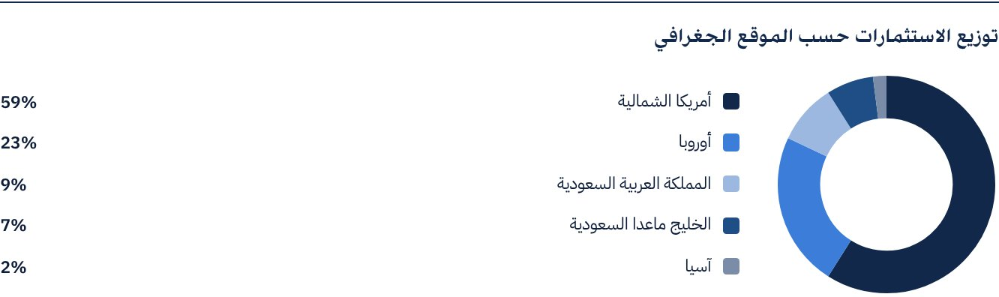 توزيع الاستثمارات حسب الموقع الجغرافي
أمريكا الشمالية 59%
أوروبا 23%
المملكة العربية السعودية 9%
الخليج ماعدا السعودية 7%
آسيا 2%